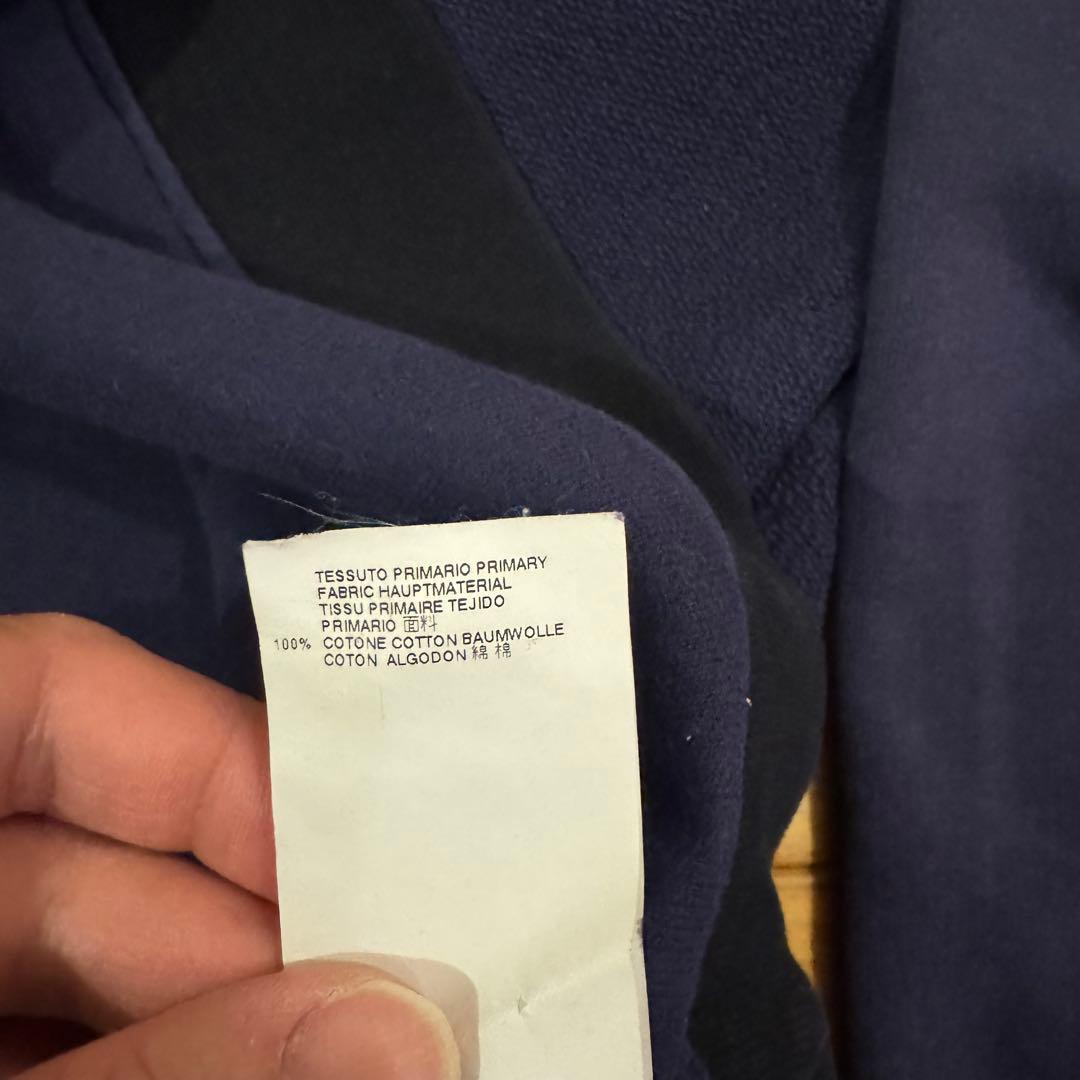 TESSUTO PRIMARIO PRIMARY
FABRIC HAUPTMATERIAL
TISSU PRIMAIRE TEJIDO
PRIMARIO 面料
100% COTONE COTTON BAUMWOLLE
COTON ALGODON 綿 棉